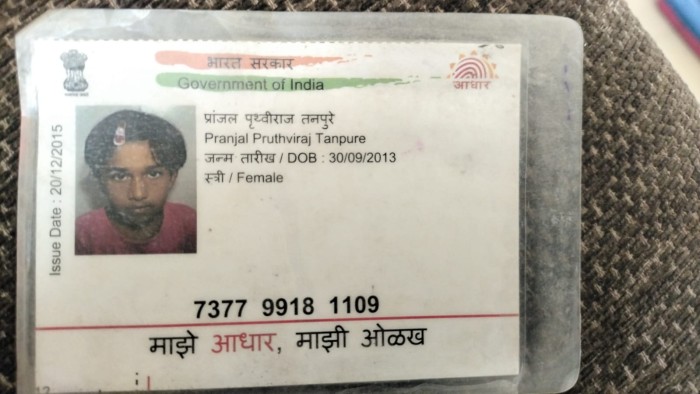 भारत सरकार
Government of India
आधार
Issue Date : 20/12/2015
प्रांजल पृथ्वीराज तनपुरे
Pranjal Pruthviraj Tanpure
जन्म तारीख / DOB : 30/09/2013
स्त्री / Female
7377 9918 1109
माझे आधार, माझी ओळख